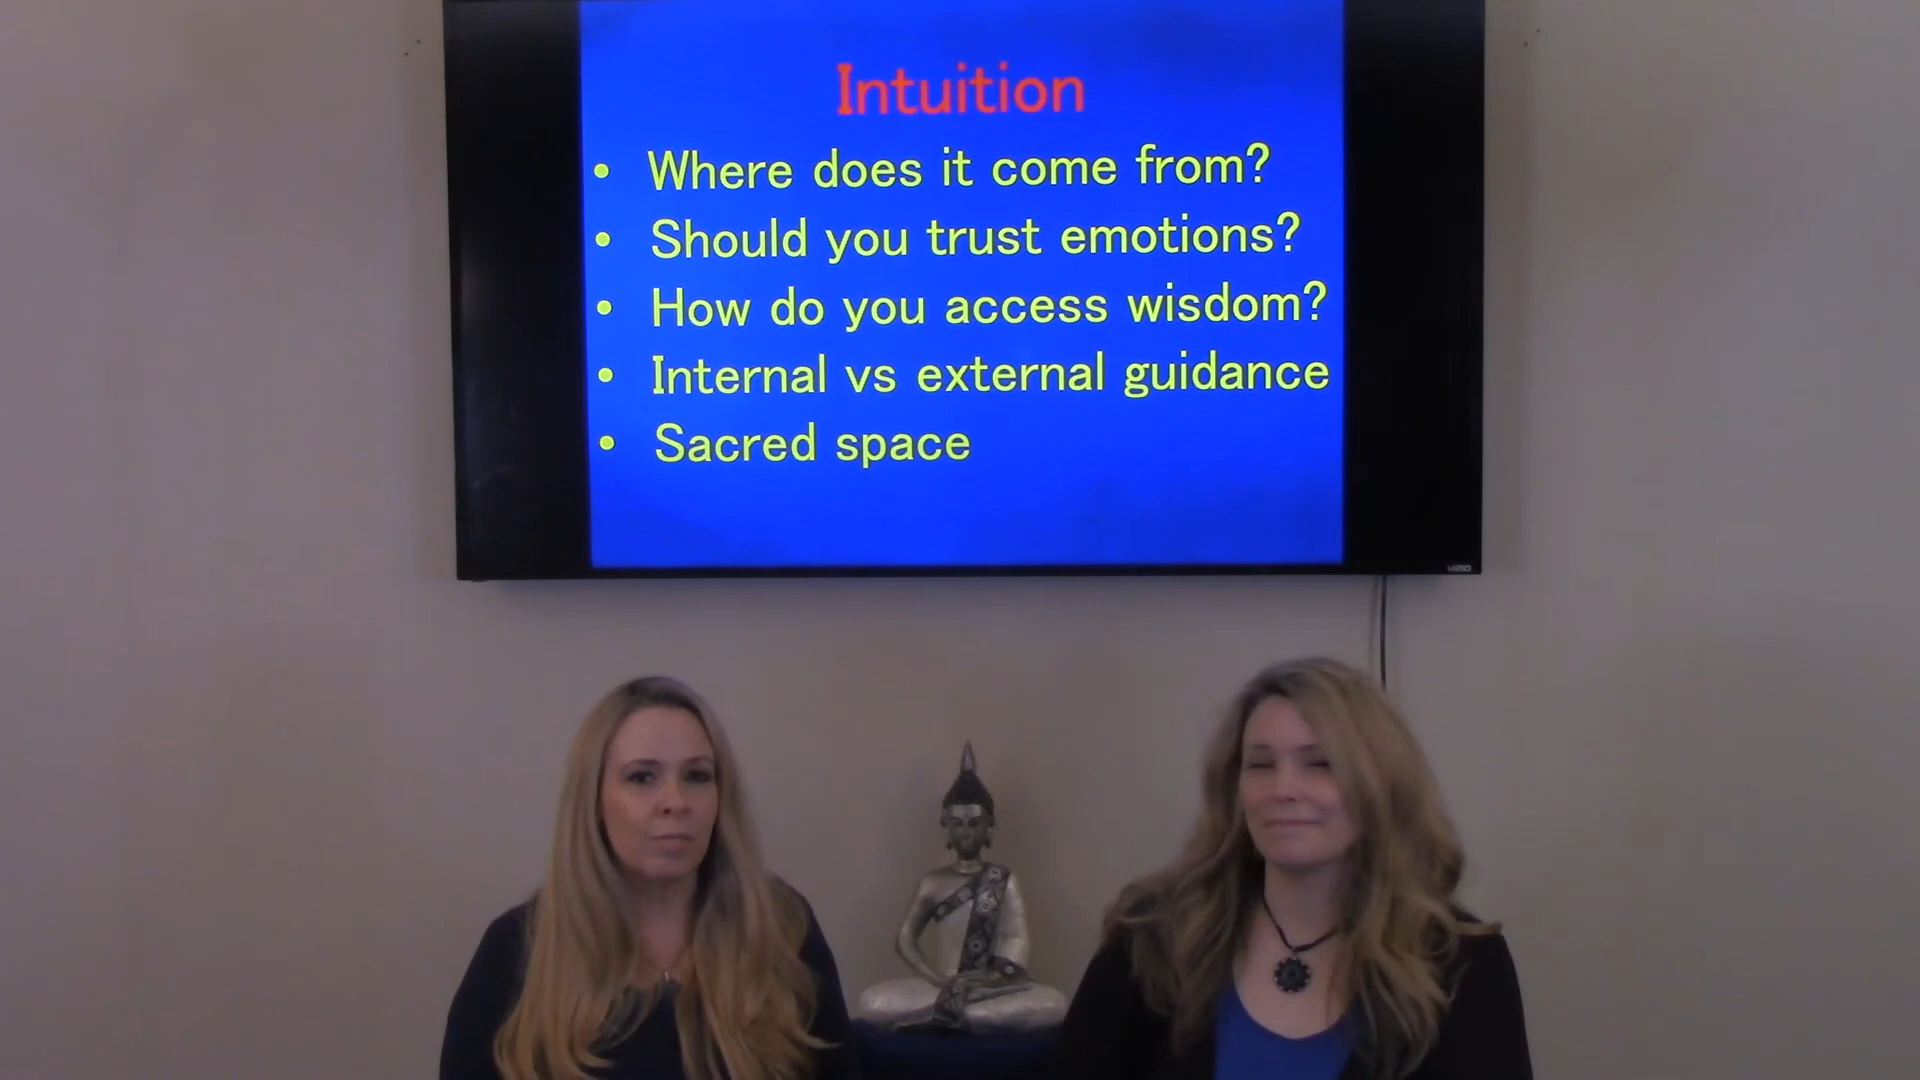 Intuition
• Where does it come from?
• Should you trust emotions?
• How do you access wisdom?
• Internal vs external guidance
• Sacred space
VIZIO